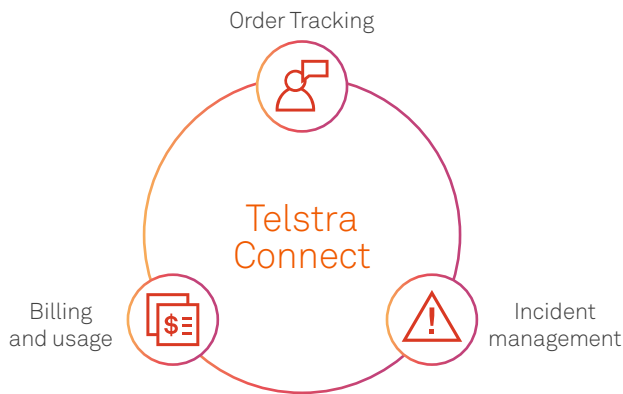 Order Tracking
Telstra
Connect
Billing
and usage
$
!
Incident
management